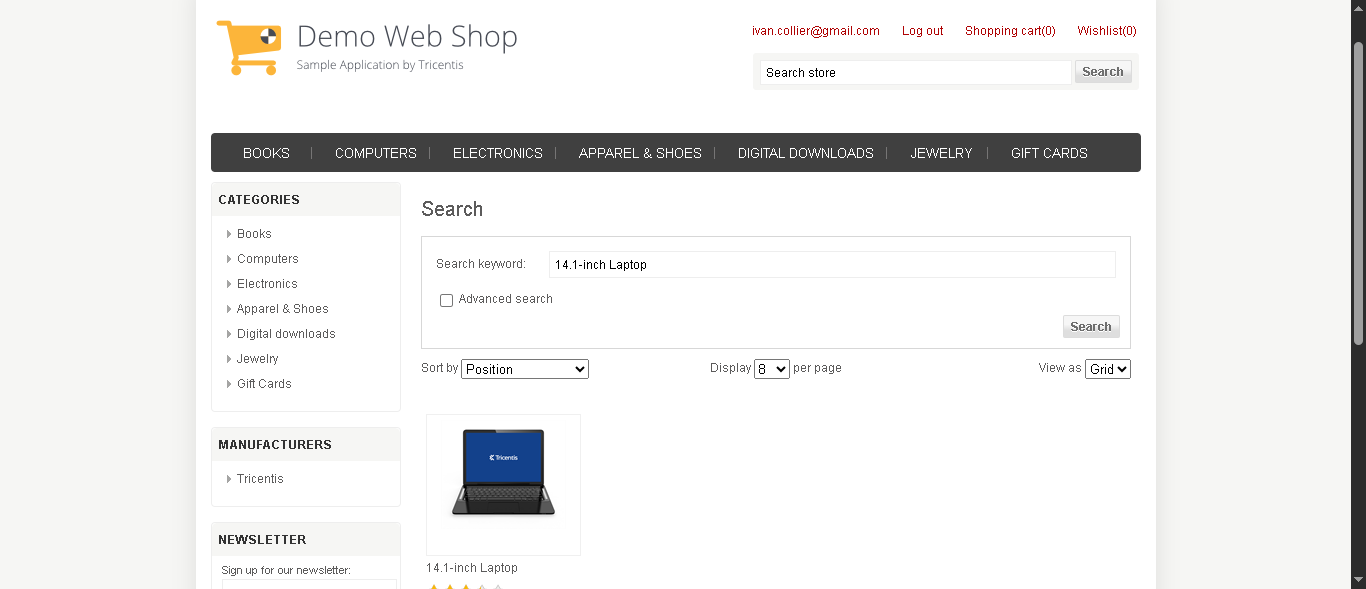 Demo Web Shop
Sample Application by Tricentis
ivan.collier@gmail.com Log out Shopping cart(0) Wishlist(0)
Search store Search
BOOKS COMPUTERS ELECTRONICS APPAREL & SHOES DIGITAL DOWNLOADS JEWELRY GIFT CARDS
CATEGORIES
Books
Computers
Electronics
Apparel & Shoes
Digital downloads
Jewelry
Gift Cards
MANUFACTURERS
Tricentis
NEWSLETTER
Sign up for our newsletter:
Search
Search keyword: 14.1-inch Laptop
Advanced search
Search
Sort by Position Display 8 per page View as Grid
Tricentis
14.1-inch Laptop